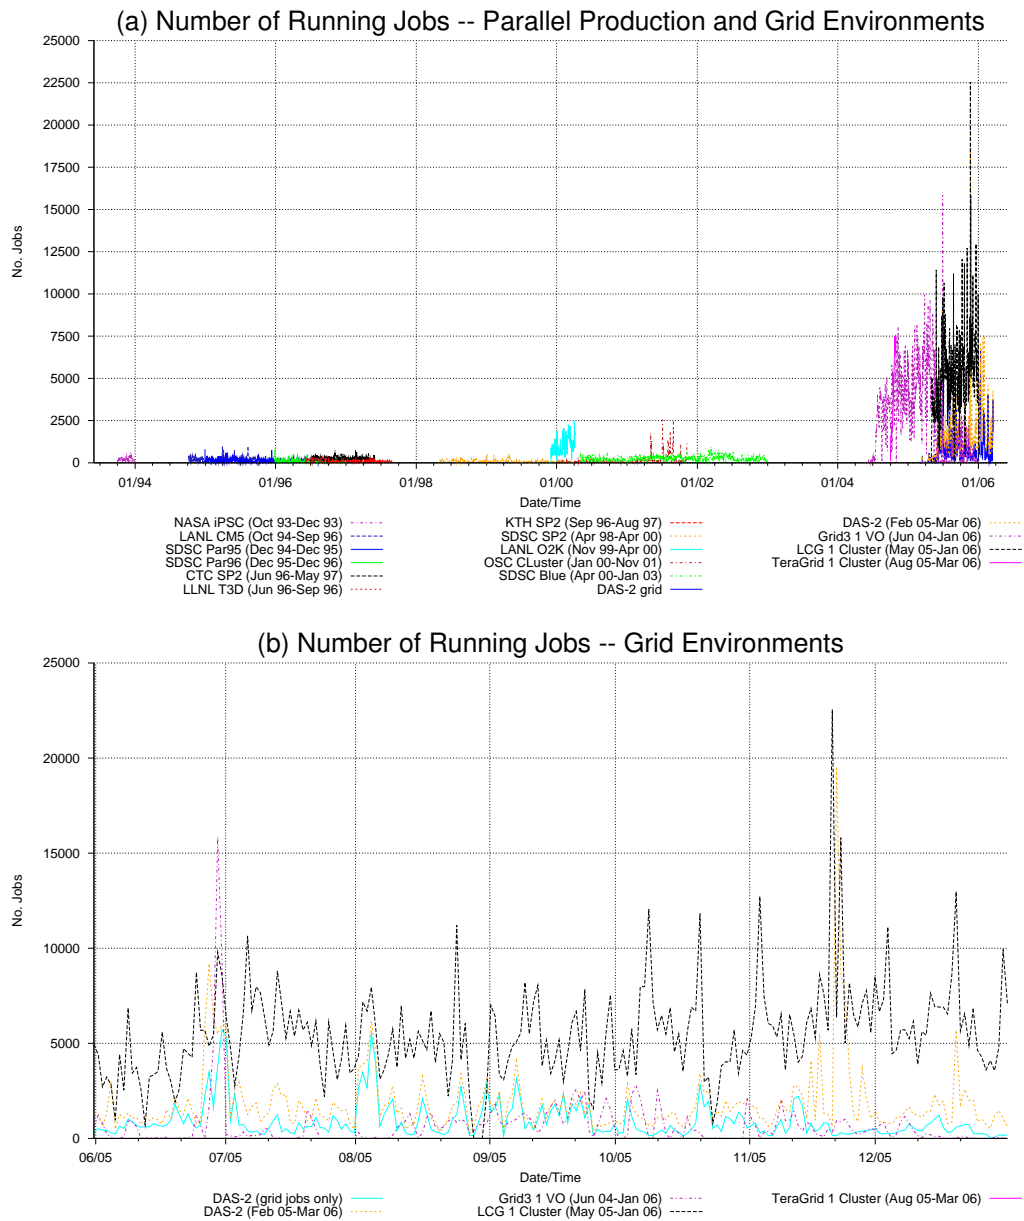 (a) Number of Running Jobs -- Parallel Production and Grid Environments
25000
22500
20000
17500
15000
12500
10000
7500
5000
2500
0
No. Jobs
01/94 01/96 01/98 01/00 01/02 01/04 01/06
Date/Time
NASA iPSC (Oct 93-Dec 93)
LANL CM5 (Oct 94-Sep 96)
SDSC Par95 (Dec 94-Dec 95)
SDSC Par96 (Dec 95-Dec 96)
CTC SP2 (Jun 96-May 97)
LLNL T3D (Jun 96-Sep 96)
KTH SP2 (Sep 96-Aug 97)
SDSC SP2 (Apr 98-Apr 00)
LANL O2K (Nov 99-Apr 00)
OSC CLuster (Jan 00-Nov 01)
SDSC Blue (Apr 00-Jan 03)
DAS-2 grid
DAS-2 (Feb 05-Mar 06)
Grid3 1 VO (Jun 04-Jan 06)
LCG 1 Cluster (May 05-Jan 06)
TeraGrid 1 Cluster (Aug 05-Mar 06)
(b) Number of Running Jobs -- Grid Environments
25000
20000
15000
10000
5000
0
No. Jobs
06/05 07/05 08/05 09/05 10/05 11/05 12/05
Date/Time
DAS-2 (grid jobs only)
DAS-2 (Feb 05-Mar 06)
Grid3 1 VO (Jun 04-Jan 06)
LCG 1 Cluster (May 05-Jan 06)
TeraGrid 1 Cluster (Aug 05-Mar 06)